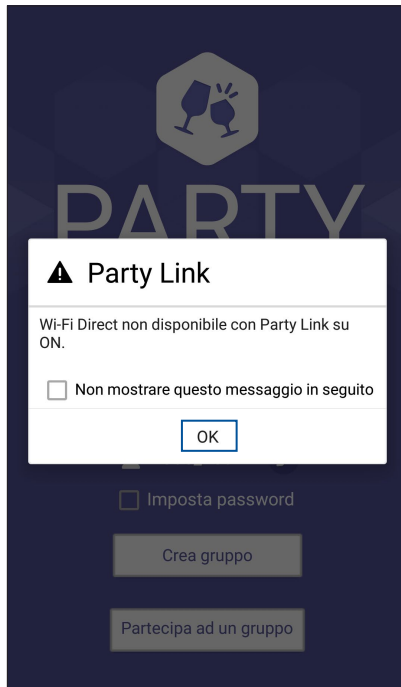 PARTY
Party Link
Wi-Fi Direct non disponibile con Party Link su
ON.
Non mostrare questo messaggio in seguito
OK
Imposta password
Crea gruppo
Partecipa ad un gruppo